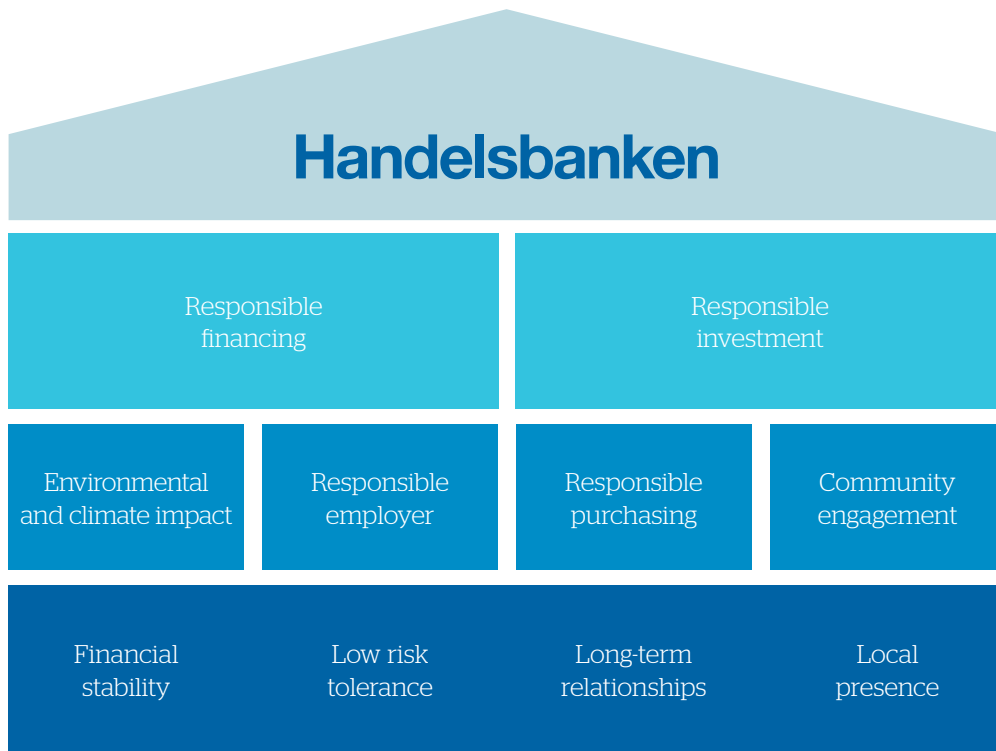 Handelsbanken
Responsible
financing
Responsible
investment
Environmental
and climate impact
Responsible
employer
Responsible
purchasing
Community
engagement
Financial
stability
Low risk
tolerance
Long-term
relationships
Local
presence